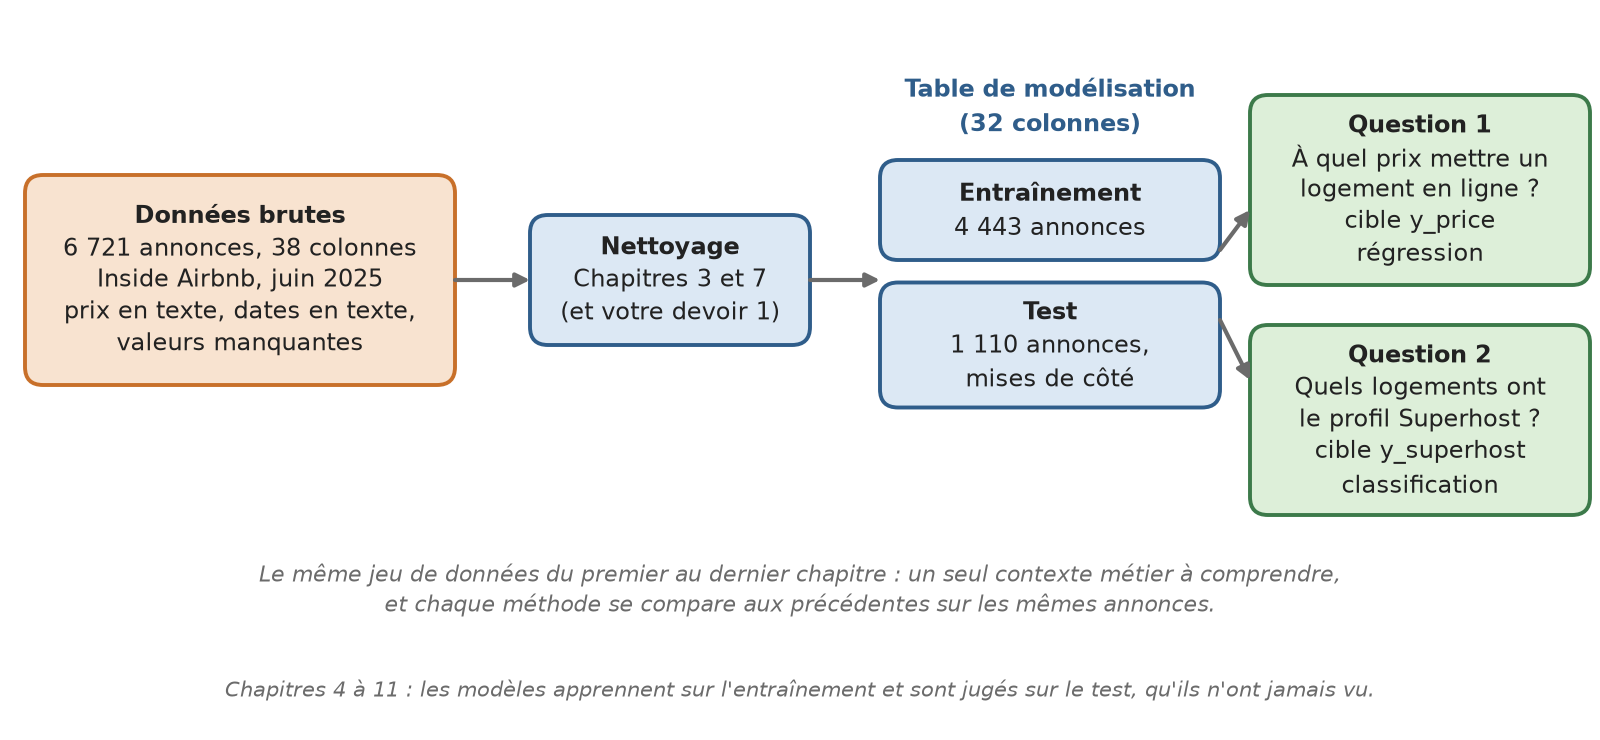 Données brutes
6 721 annonces, 38 colonnes
Inside Airbnb, juin 2025
prix en texte, dates en texte,
valeurs manquantes
Nettoyage
Chapitres 3 et 7
(et votre devoir 1)
Table de modélisation
(32 colonnes)
Entraînement
4 443 annonces
Test
1 110 annonces,
mises de côté
Question 1
À quel prix mettre un
logement en ligne ?
cible y_price
régression
Question 2
Quels logements ont
le profil Superhost ?
cible y_superhost
classification
Le même jeu de données du premier au dernier chapitre : un seul contexte métier à comprendre,
et chaque méthode se compare aux précédentes sur les mêmes annonces.
Chapitres 4 à 11 : les modèles apprennent sur l'entraînement et sont jugés sur le test, qu'ils n'ont jamais vu.